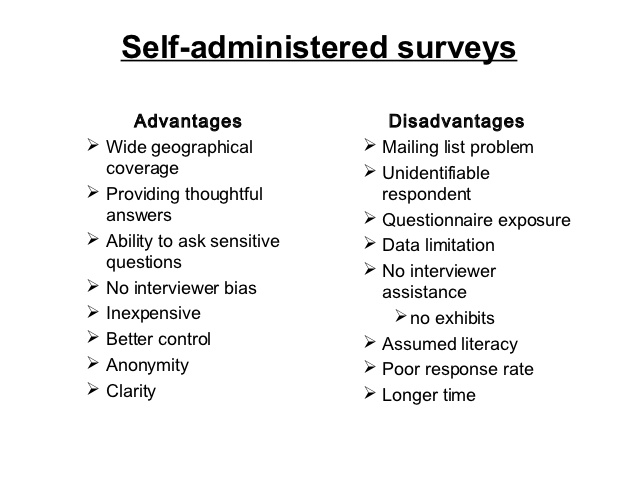 Self-administered surveys
Advantages
➢ Wide geographical
coverage
➢ Providing thoughtful
answers
➢ Ability to ask sensitive
questions
➢ No interviewer bias
➢ Inexpensive
➢ Better control
➢ Anonymity
➢ Clarity
Disadvantages
➢ Mailing list problem
➢ Unidentifiable
respondent
➢ Questionnaire exposure
➢ Data limitation
➢ No interviewer
assistance
➢ no exhibits
➢ Assumed literacy
➢ Poor response rate
➢ Longer time